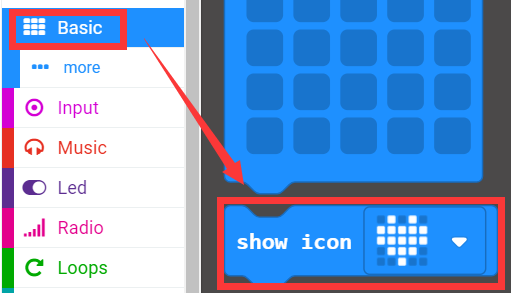 Basic
more
Input
Music
Led
Radio
Loops
show icon